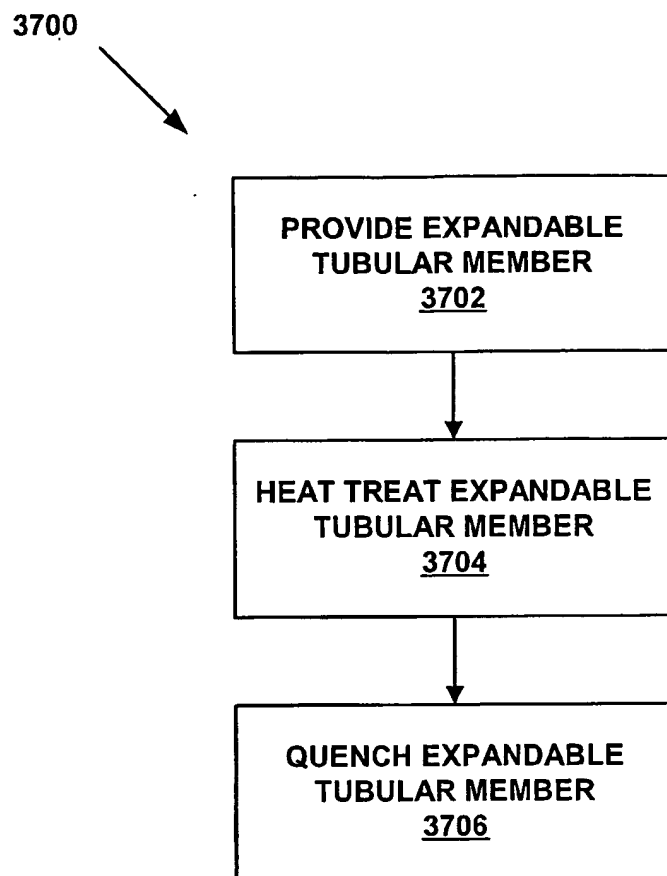 3700
PROVIDE EXPANDABLE
TUBULAR MEMBER
3702
HEAT TREAT EXPANDABLE
TUBULAR MEMBER
3704
QUENCH EXPANDABLE
TUBULAR MEMBER
3706